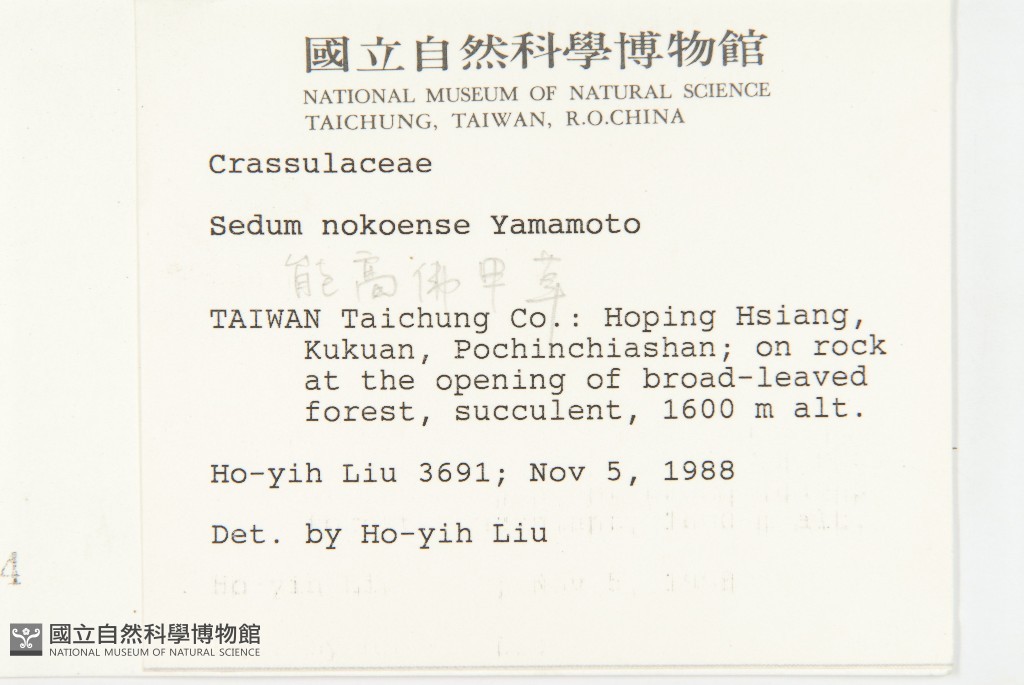 國立自然科學博物館
NATIONAL MUSEUM OF NATURAL SCIENCE
TAICHUNG, TAIWAN, R.O.CHINA
Crassulaceae
Sedum nokoense Yamamoto
能高佛甲草
TAIWAN Taichung Co.: Hoping Hsiang,
Kukuan, Pochinchiashan; on rock
at the opening of broad-leaved
forest, succulent, 1600 m alt.
Ho-yih Liu 3691; Nov 5, 1988
Det. by Ho-yih Liu
4
國立自然科學博物館
NATIONAL MUSEUM OF NATURAL SCIENCE